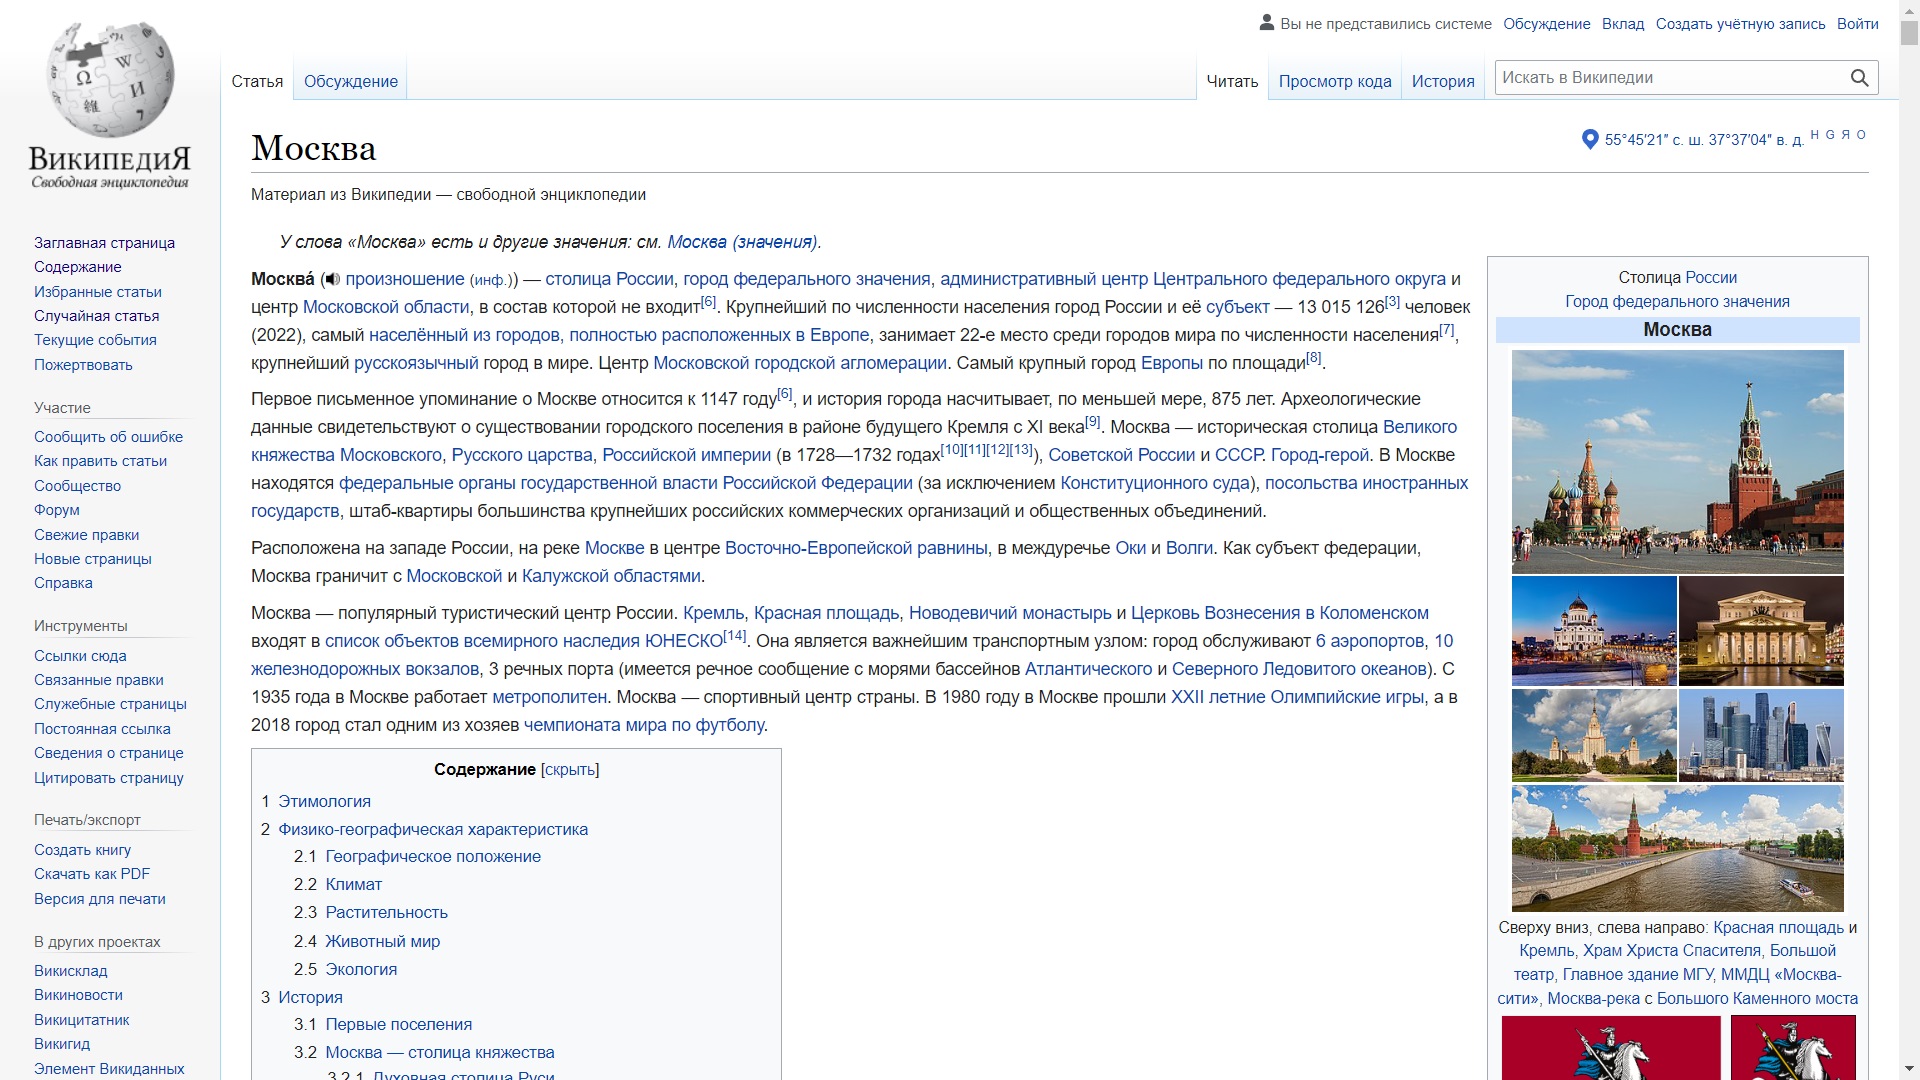 Вы не представились системе Обсуждение Вклад Создать учётную запись Войти
Статья Обсуждение Читать Просмотр кода История Искать в Википедии
ВикипедиЯ
Свободная энциклопедия
Заглавная страница
Содержание
Избранные статьи
Случайная статья
Текущие события
Пожертвовать
Участие
Сообщить об ошибке
Как править статьи
Сообщество
Форум
Свежие правки
Новые страницы
Справка
Инструменты
Ссылки сюда
Связанные правки
Служебные страницы
Постоянная ссылка
Сведения о странице
Цитировать страницу
Печать/экспорт
Создать книгу
Скачать как PDF
Версия для печати
В других проектах
Викисклад
Викиновости
Викицитатник
Викигид
Элемент Викиданных
Москва
55°45′21″ с. ш. 37°37′04″ в. д. H G Я O
Материал из Википедии — свободной энциклопедии
У слова «Москва» есть и другие значения: см. Москва (значения).
Москва́ (произношение (инф.)) — столица России, город федерального значения, административный центр Центрального федерального округа и
центр Московской области, в состав которой не входит[6]. Крупнейший по численности населения город России и её субъект — 13 015 126[3] человек
(2022), самый населённый из городов, полностью расположенных в Европе, занимает 22-е место среди городов мира по численности населения[7],
крупнейший русскоязычный город в мире. Центр Московской городской агломерации. Самый крупный город Европы по площади[8].
Первое письменное упоминание о Москве относится к 1147 году[6], и история города насчитывает, по меньшей мере, 875 лет. Археологические
данные свидетельствуют о существовании городского поселения в районе будущего Кремля с XI века[9]. Москва — историческая столица Великого
княжества Московского, Русского царства, Российской империи (в 1728—1732 годах[10][11][12][13]), Советской России и СССР. Город-герой. В Москве
находятся федеральные органы государственной власти Российской Федерации (за исключением Конституционного суда), посольства иностранных
государств, штаб-квартиры большинства крупнейших российских коммерческих организаций и общественных объединений.
Расположена на западе России, на реке Москве в центре Восточно-Европейской равнины, в междуречье Оки и Волги. Как субъект федерации,
Москва граничит с Московской и Калужской областями.
Москва — популярный туристический центр России. Кремль, Красная площадь, Новодевичий монастырь и Церковь Вознесения в Коломенском
входят в список объектов всемирного наследия ЮНЕСКО[14]. Она является важнейшим транспортным узлом: город обслуживают 6 аэропортов, 10
железнодорожных вокзалов, 3 речных порта (имеется речное сообщение с морями бассейнов Атлантического и Северного Ледовитого океанов). С
1935 года в Москве работает метрополитен. Москва — спортивный центр страны. В 1980 году в Москве прошли XXII летние Олимпийские игры, а в
2018 город стал одним из хозяев чемпионата мира по футболу.
Содержание [скрыть]
1 Этимология
2 Физико-географическая характеристика
2.1 Географическое положение
2.2 Климат
2.3 Растительность
2.4 Животный мир
2.5 Экология
3 История
3.1 Первые поселения
3.2 Москва — столица княжества
3.2.1 Духовная столица Руси
Столица России
Город федерального значения
Москва
Сверху вниз, слева направо: Красная площадь и
Кремль, Храм Христа Спасителя, Большой
театр, Главное здание МГУ, ММДЦ «Москва-
сити», Москва-река с Большого Каменного моста